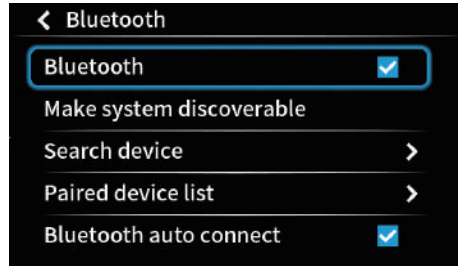 Bluetooth
Bluetooth
Make system discoverable
Search device
Paired device list
Bluetooth auto connect